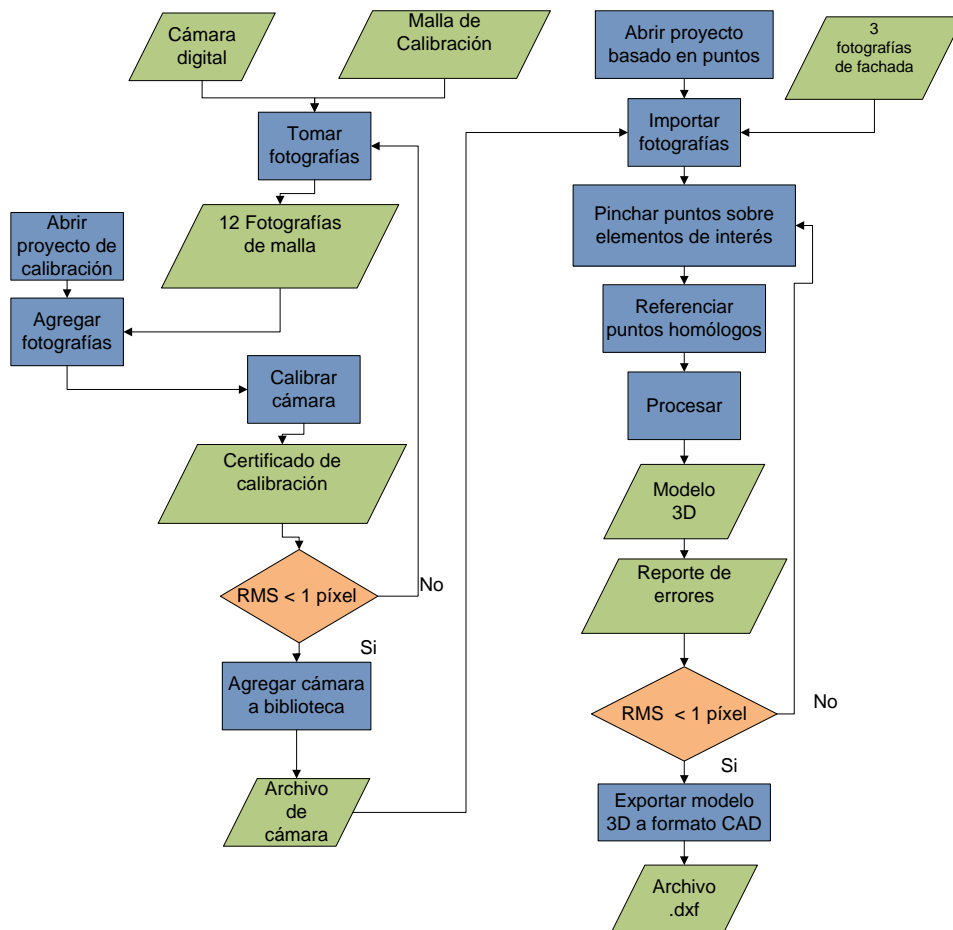 Cámara
digital
Malla de
Calibración
Tomar
fotografías
12 Fotografías
de malla
Abrir
proyecto de
calibración
Agregar
fotografías
Calibrar
cámara
Certificado de
calibración
RMS < 1 píxel
No
Si
Agregar cámara
a biblioteca
Archivo
de
cámara
Abrir proyecto
basado en puntos
3
fotografías
de fachada
Importar
fotografías
Pinchar puntos sobre
elementos de interés
Referenciar
puntos homólogos
Procesar
Modelo
3D
Reporte de
errores
RMS < 1 píxel
No
Si
Exportar modelo
3D a formato CAD
Archivo
.dxf